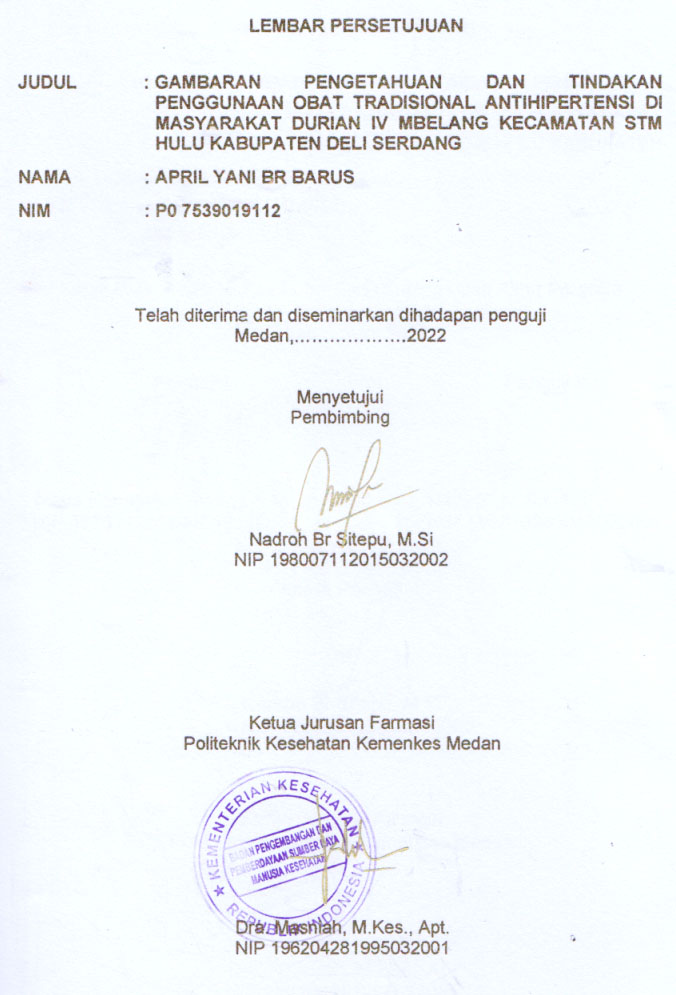 LEMBAR PERSETUJUAN
JUDUL : GAMBARAN PENGETAHUAN DAN TINDAKAN
PENGGUNAAN OBAT TRADISIONAL ANTIHIPERTENSI DI
MASYARAKAT DURIAN IV MBELANG KECAMATAN STM
HULU KABUPATEN DELI SERDANG
NAMA : APRIL YANI BR BARUS
NIM : P0 7539019112
Telah diterima dan diseminarkan dihadapan penguji
Medan,...................2022
Menyetujui
Pembimbing
Nadroh Br Sitepu, M.Si
NIP 198007112015032002
Ketua Jurusan Farmasi
Politeknik Kesehatan Kemenkes Medan
KEMENTERIAN KESEHATAN
BADAN PENGEMBANGAN DAN
PEMBERDAYAAN SUMBER DAYA
MANUSIA KESEHATAN
REPUBLIK INDONESIA
Dra. Masniah, M.Kes., Apt.
NIP 196204281995032001